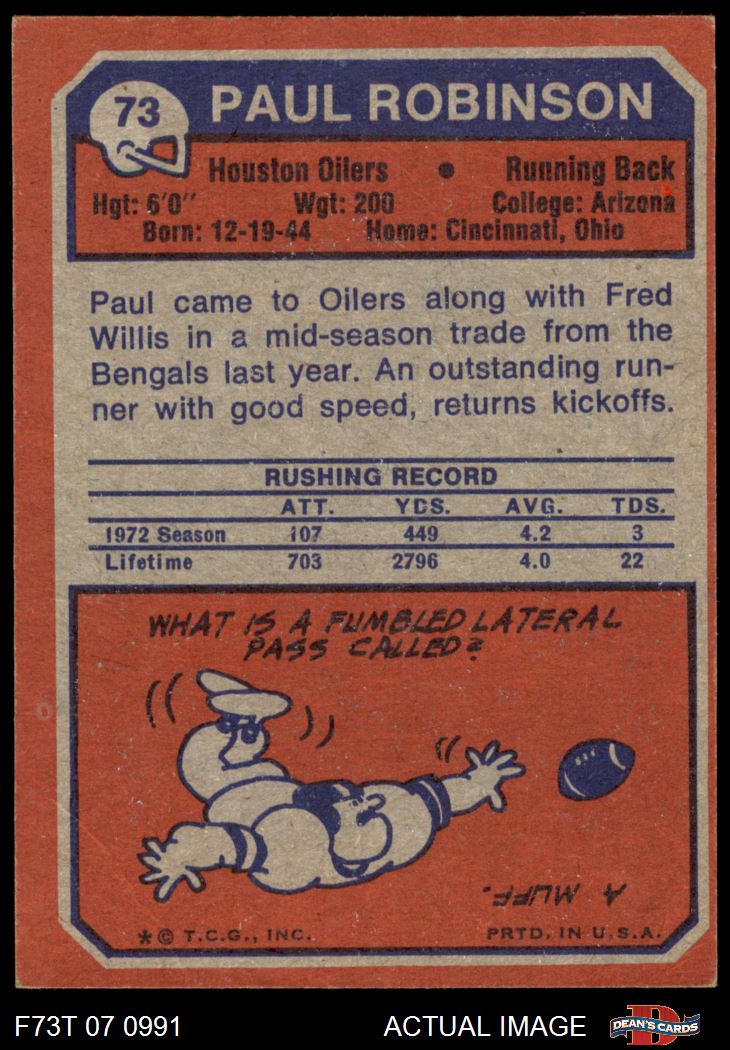 73 PAUL ROBINSON
Houston Oilers • Running Back
Hgt: 6'0" Wgt: 200 College: Arizona
Born: 12-19-44 Home: Cincinnati, Ohio
Paul came to Oilers along with Fred
Willis in a mid-season trade from the
Bengals last year. An outstanding run-
ner with good speed, returns kickoffs.
RUSHING RECORD
ATT. YDS. AVG. TDS.
1972 Season 107 449 4.2 3
Lifetime 703 2796 4.0 22
WHAT IS A FUMBLED LATERAL
PASS CALLED?
A MUFF.
*© T.C.G., INC. PRTD. IN U.S.A.
F73T 07 0991 ACTUAL IMAGE
D
DEAN'S CARDS